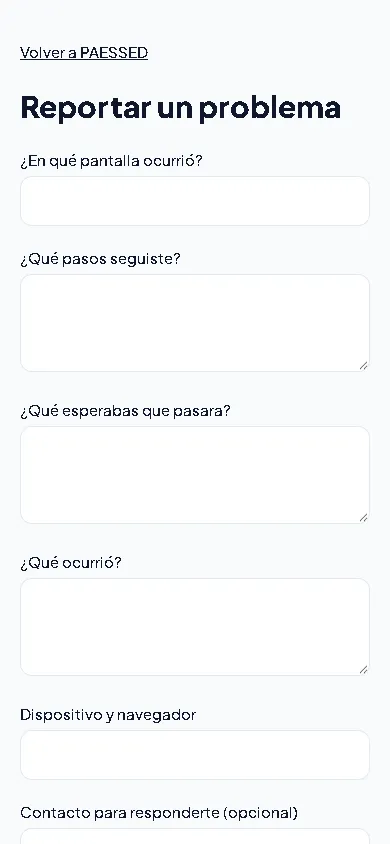 Volver a PAESSED
Reportar un problema
¿En qué pantalla ocurrió?
¿Qué pasos seguiste?
¿Qué esperabas que pasara?
¿Qué ocurrió?
Dispositivo y navegador
Contacto para responderte (opcional)